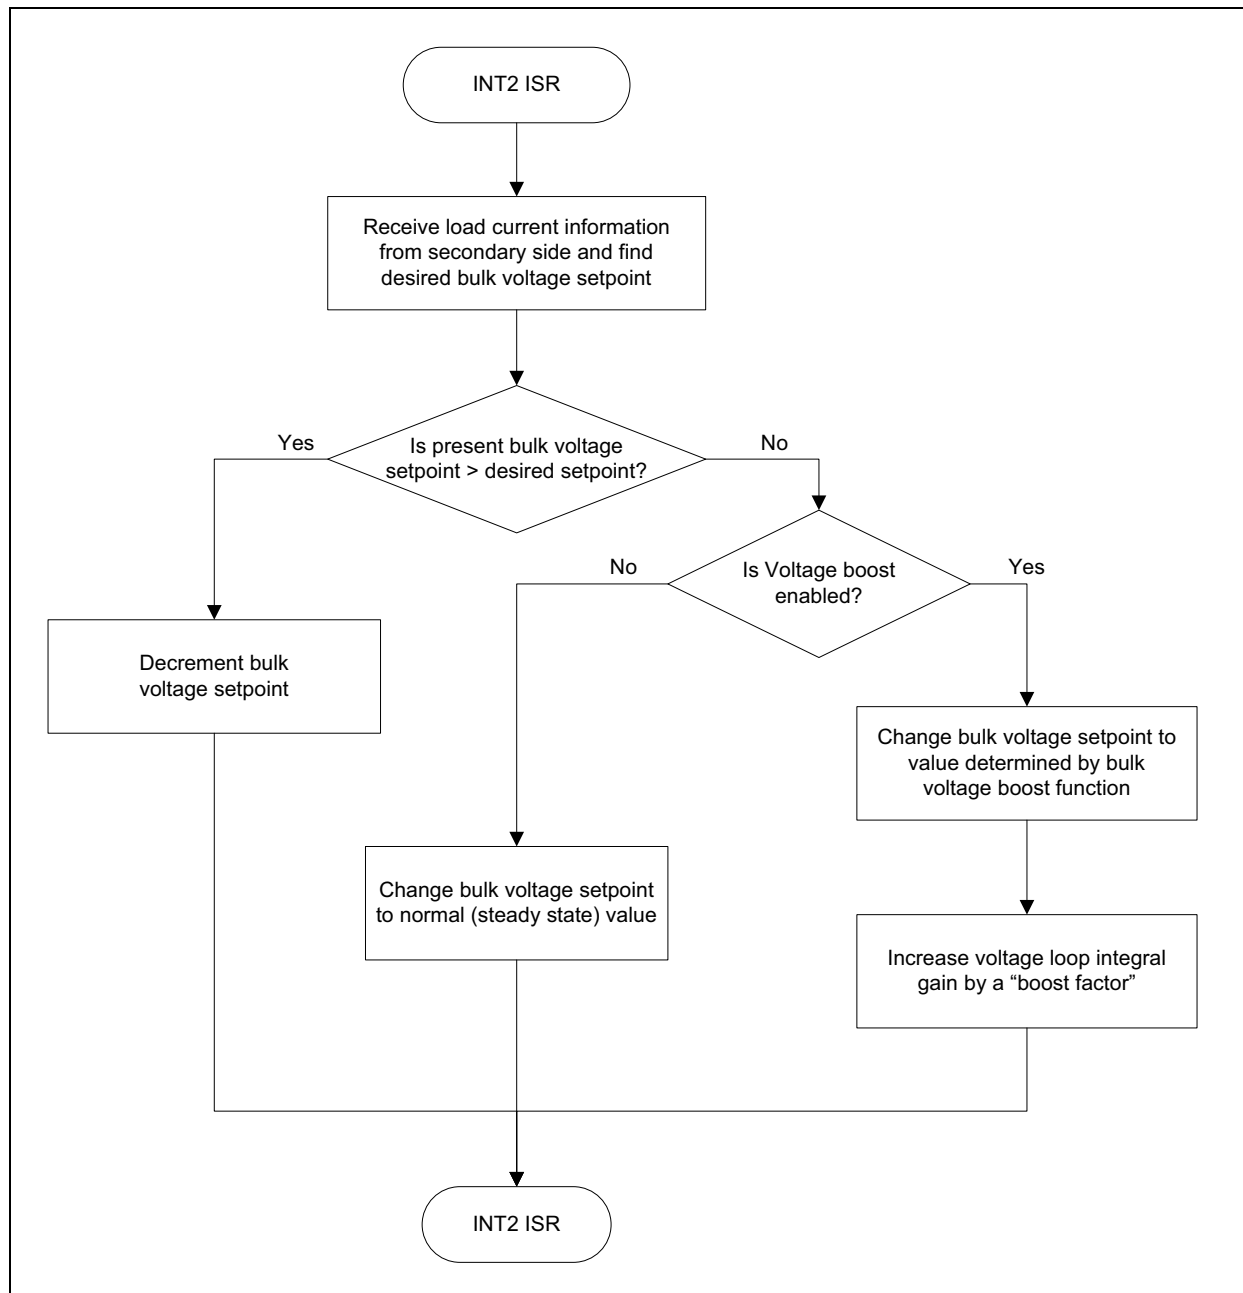 INT2 ISR
Receive load current information
from secondary side and find
desired bulk voltage setpoint
Yes
Is present bulk voltage
setpoint > desired setpoint?
No
No
Is Voltage boost
enabled?
Yes
Decrement bulk
voltage setpoint
Change bulk voltage setpoint to
value determined by bulk
voltage boost function
Change bulk voltage setpoint
to normal (steady state) value
Increase voltage loop integral
gain by a “boost factor”
INT2 ISR